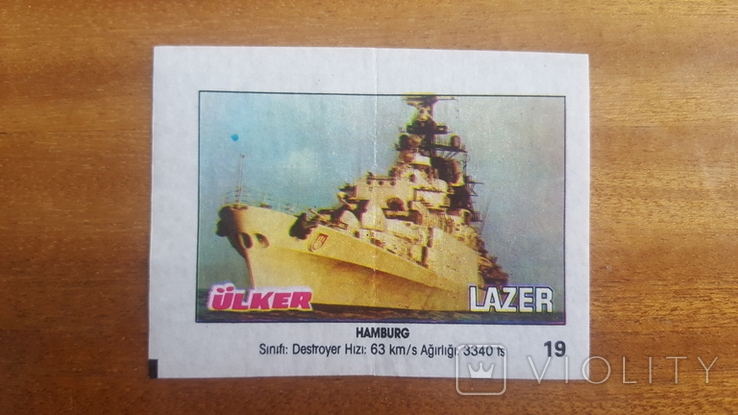 ÜLKER
LAZER
HAMBURG
Sınıfı: Destroyer Hızı: 63 km/s Ağırlığı: 3340 ts
19
VIOLITY